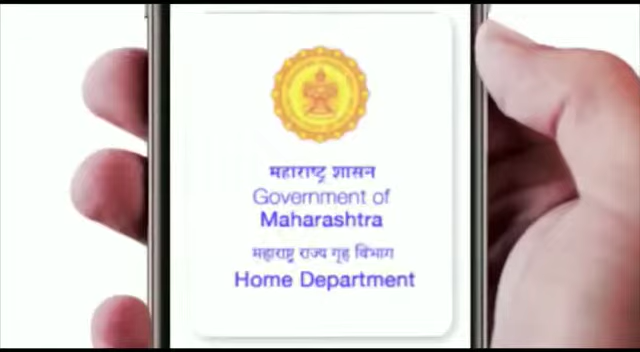 महाराष्ट्र शासन
Government of
Maharashtra
महाराष्ट्र राज्य गृह विभाग
Home Department